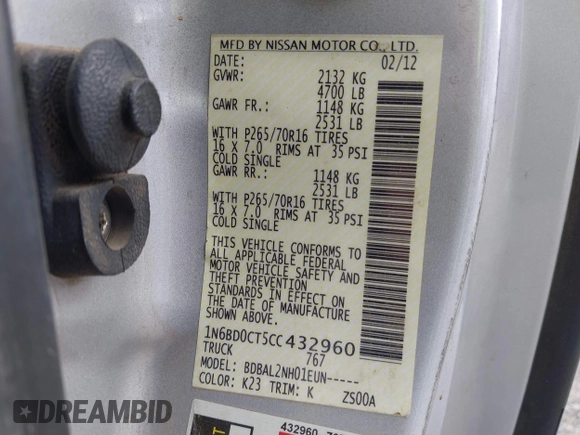 MFD BY NISSAN MOTOR CO., LTD.
DATE: 02/12
GVWR: 2132 KG
4700 LB
GAWR FR.: 1148 KG
2531 LB
WITH P265/70R16 TIRES
16 X 7.0 RIMS AT 35 PSI
COLD SINGLE
GAWR RR.: 1148 KG
2531 LB
WITH P265/70R16 TIRES
16 X 7.0 RIMS AT 35 PSI
COLD SINGLE
THIS VEHICLE CONFORMS TO
ALL APPLICABLE FEDERAL
MOTOR VEHICLE SAFETY AND
THEFT PREVENTION
STANDARDS IN EFFECT ON
THE DATE OF MANUFACTURE
SHOWN ABOVE.
1N6BD0CT5CC432960
TRUCK 767
MODEL: BDBAL2NH01EUN-----
COLOR: K23 TRIM: K ZS00A
432960
BDREAMBID